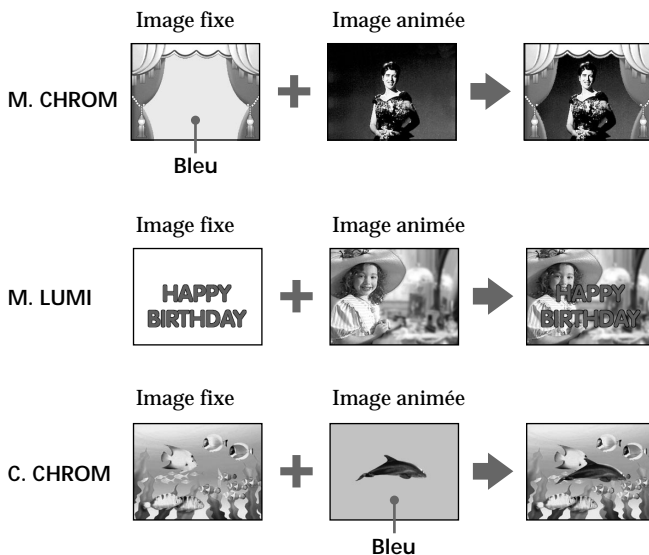 Image fixe Image animée
M. CHROM
Bleu
Image fixe Image animée
M. LUMI
HAPPY
BIRTHDAY
HAPPY
BIRTHDAY
Image fixe Image animée
C. CHROM
Bleu